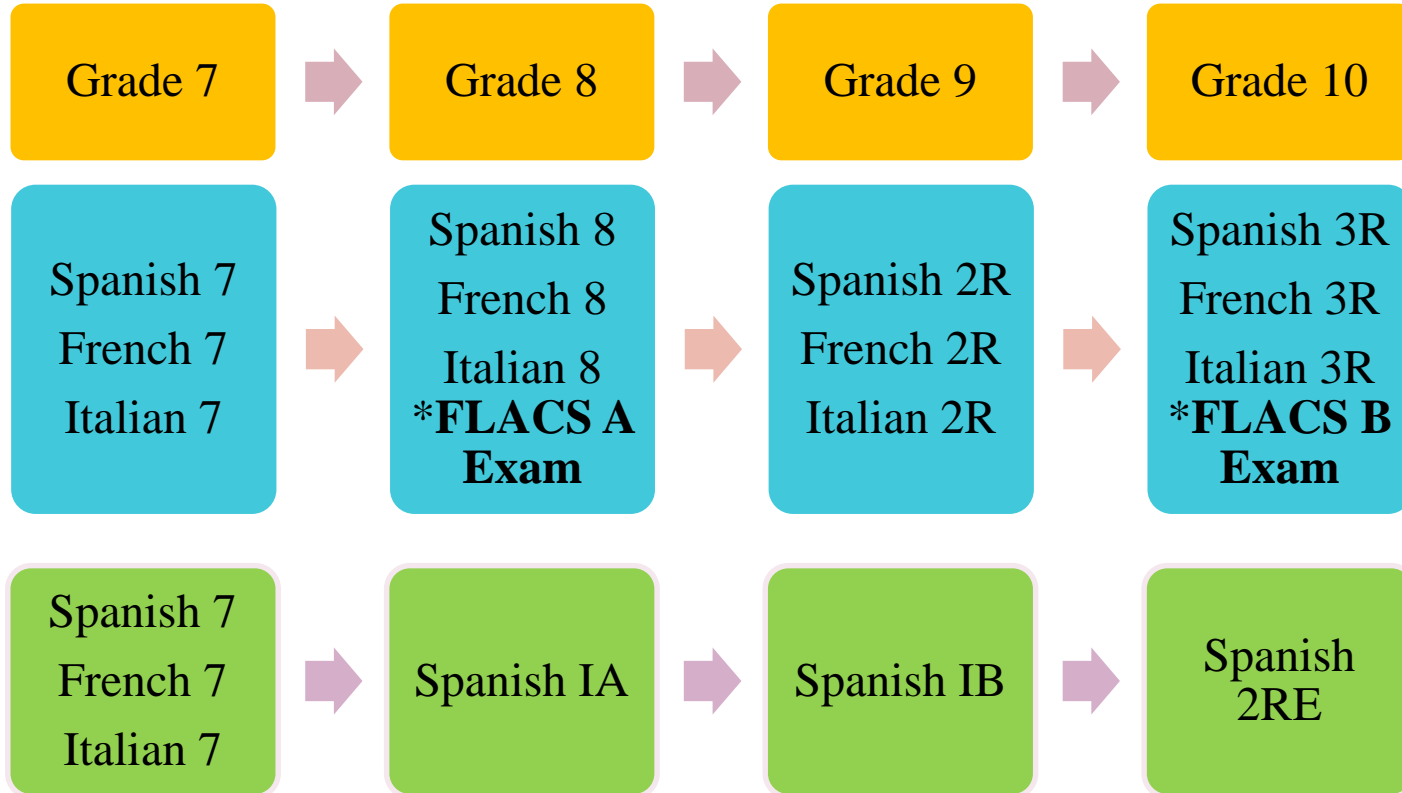 Grade 7
Grade 8
Grade 9
Grade 10
Spanish 7
French 7
Italian 7
Spanish 8
French 8
Italian 8
*FLACS A
Exam
Spanish 2R
French 2R
Italian 2R
Spanish 3R
French 3R
Italian 3R
*FLACS B
Exam
Spanish 7
French 7
Italian 7
Spanish IA
Spanish IB
Spanish
2RE